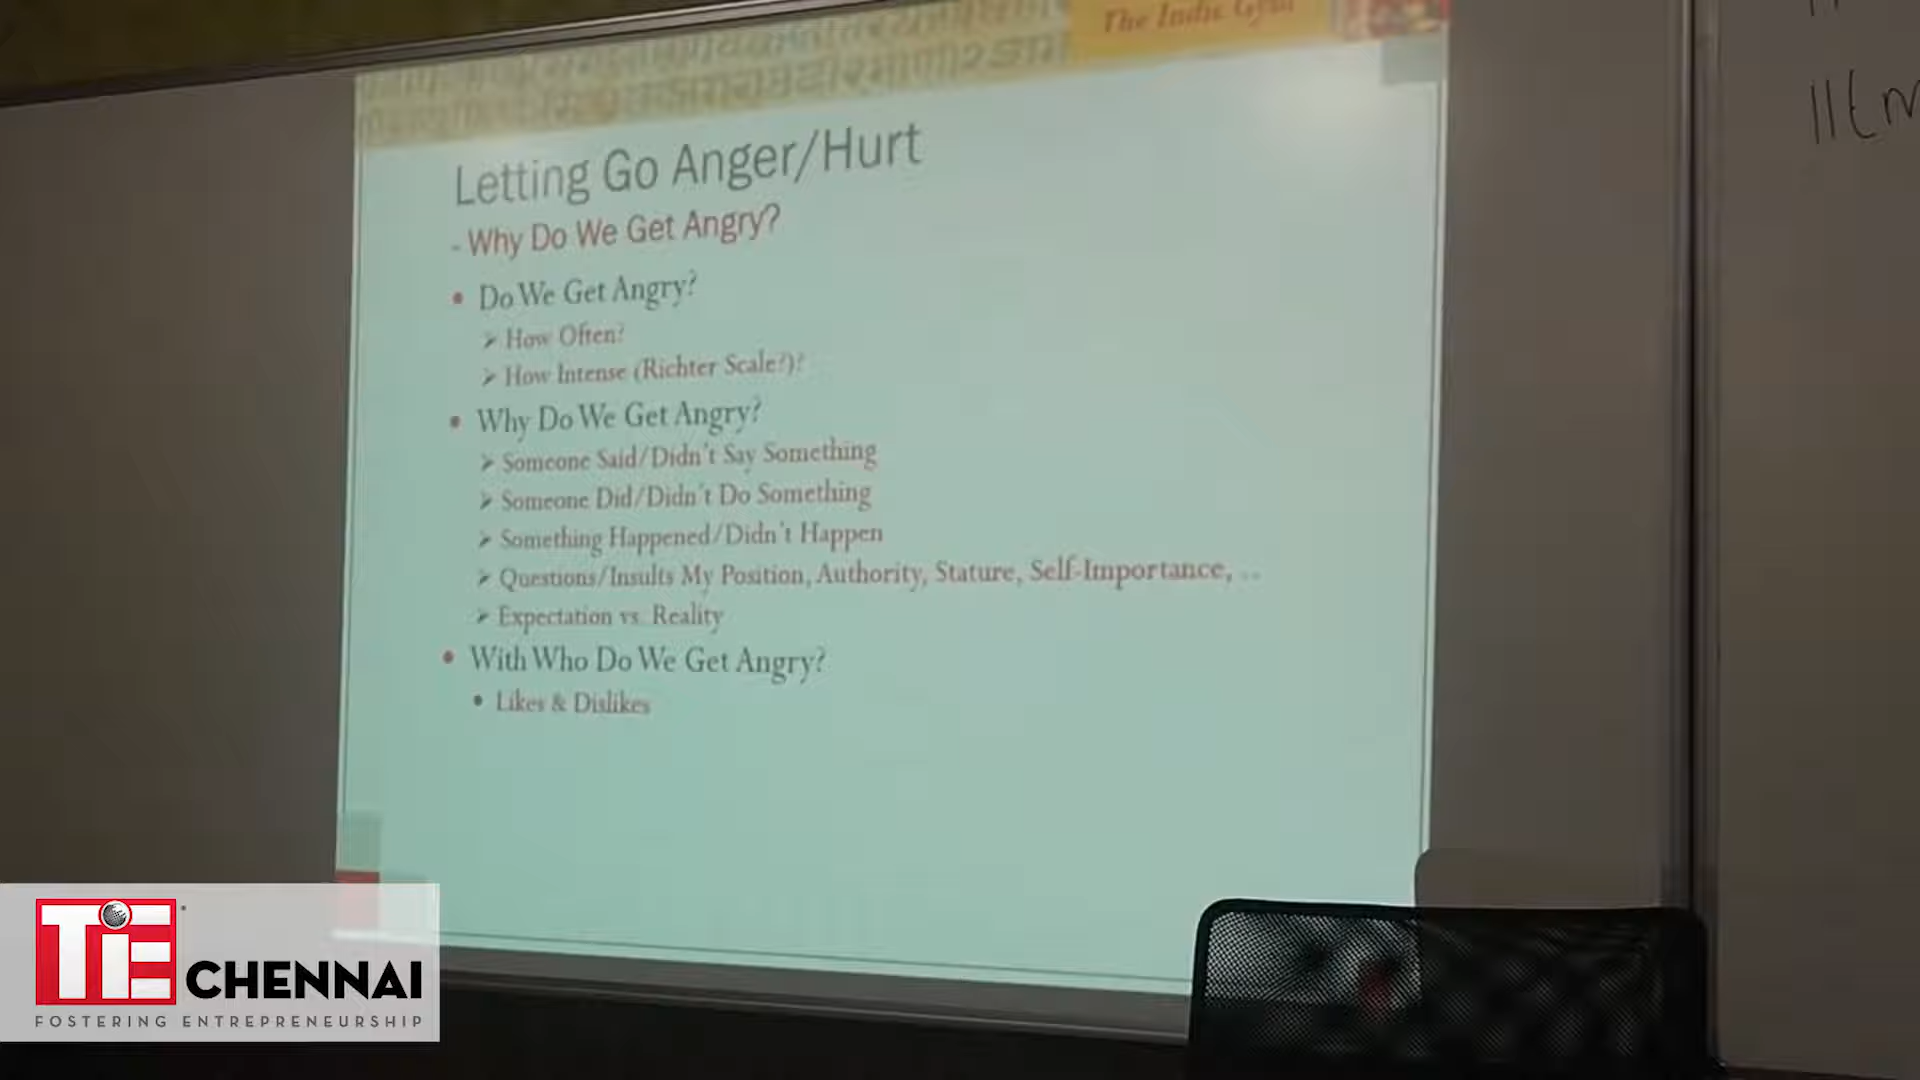 The Indic Gym
Letting Go Anger/Hurt
- Why Do We Get Angry?
• Do We Get Angry?
➢ How Often?
➢ How Intense (Richter Scale?)?
• Why Do We Get Angry?
➢ Someone Said/Didn't Say Something
➢ Someone Did/Didn't Do Something
➢ Something Happened/Didn't Happen
➢ Questions/Insults My Position, Authority, Stature, Self-Importance, ..
➢ Expectation vs. Reality
• With Who Do We Get Angry?
• Likes & Dislikes
TiE CHENNAI
FOSTERING ENTREPRENEURSHIP